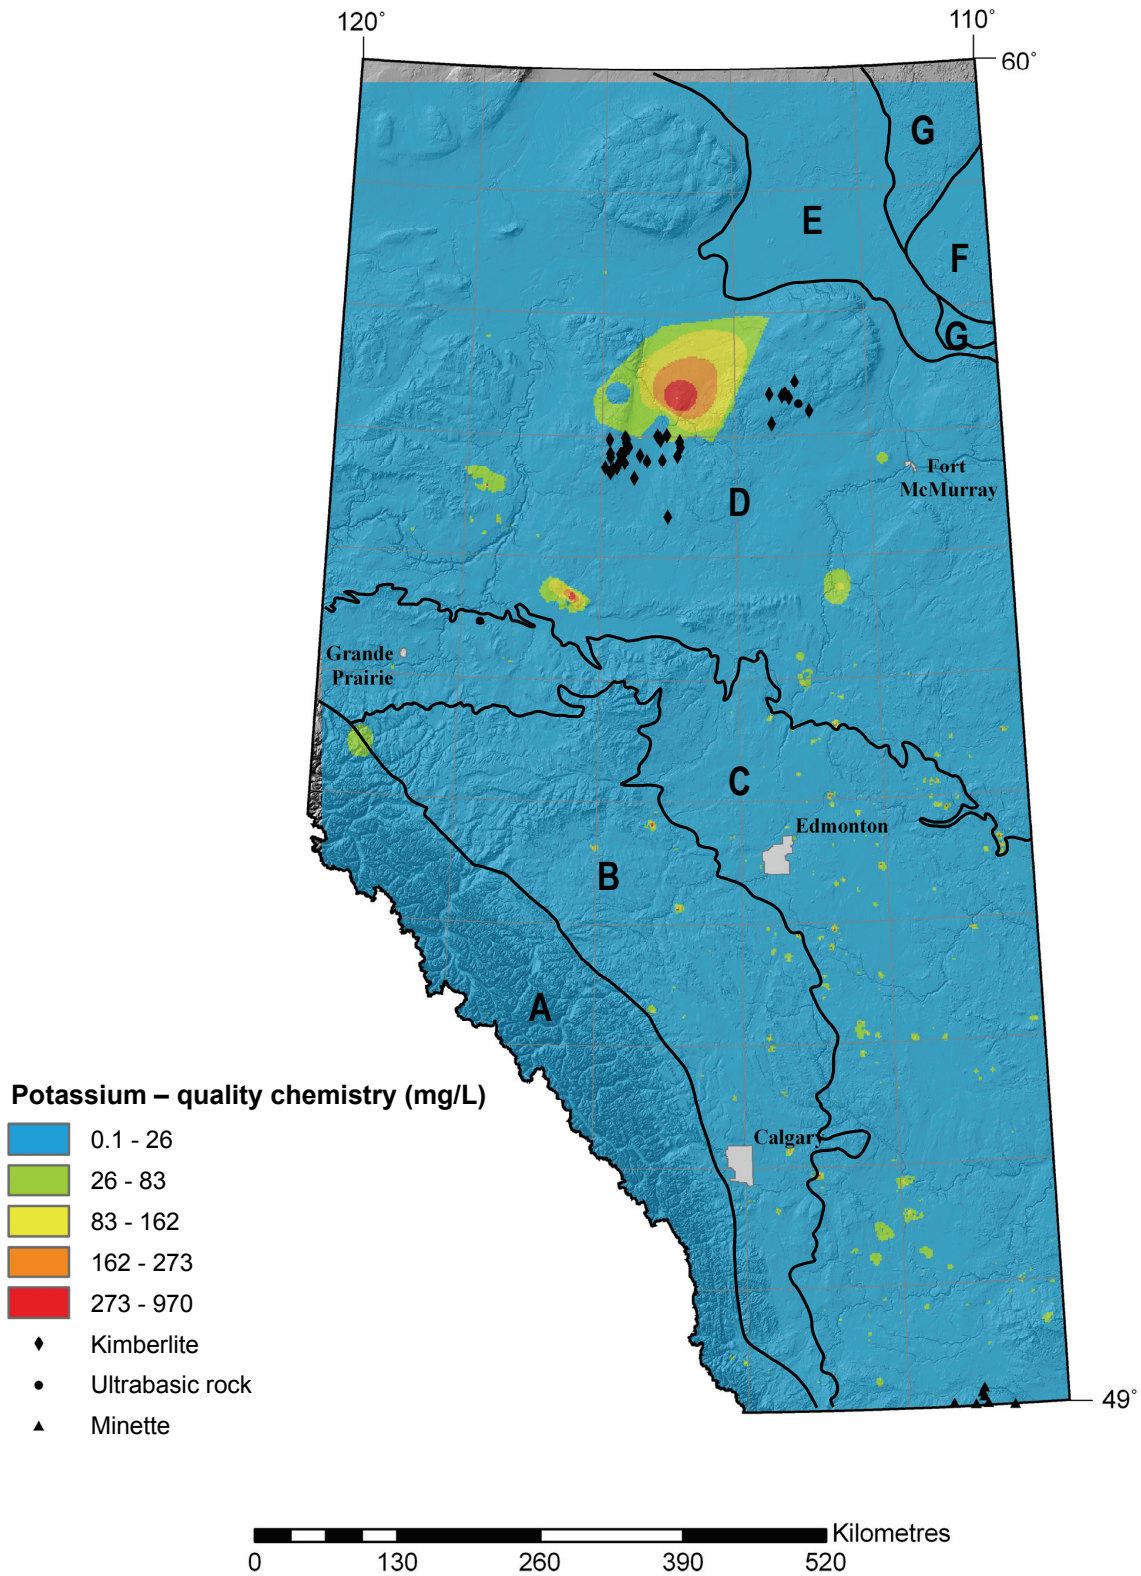 120°
110°
60°
G
E
F
G
Fort
McMurray
D
Grande
Prairie
C
Edmonton
B
A
Potassium – quality chemistry (mg/L)
0.1 - 26
26 - 83
83 - 162
162 - 273
273 - 970
Kimberlite
Ultrabasic rock
Minette
Calgary
49°
Kilometres
0 130 260 390 520